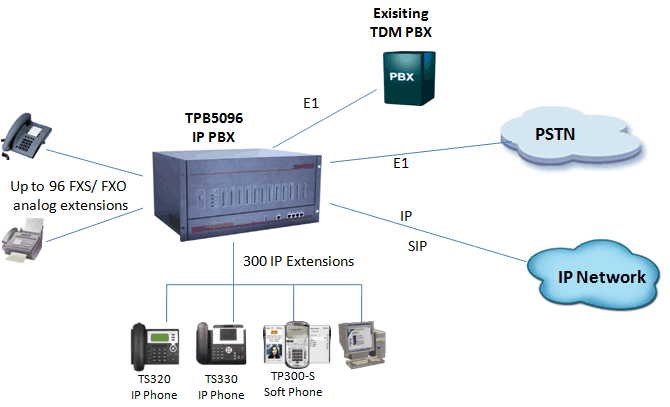 Exisiting
TDM PBX
PBX
E1
TPB5096
IP PBX
PSTN
E1
Up to 96 FXS/ FXO
analog extensions
IP
SIP
300 IP Extensions
IP Network
TS320
IP Phone
TS330
IP Phone
TP300-S
Soft Phone